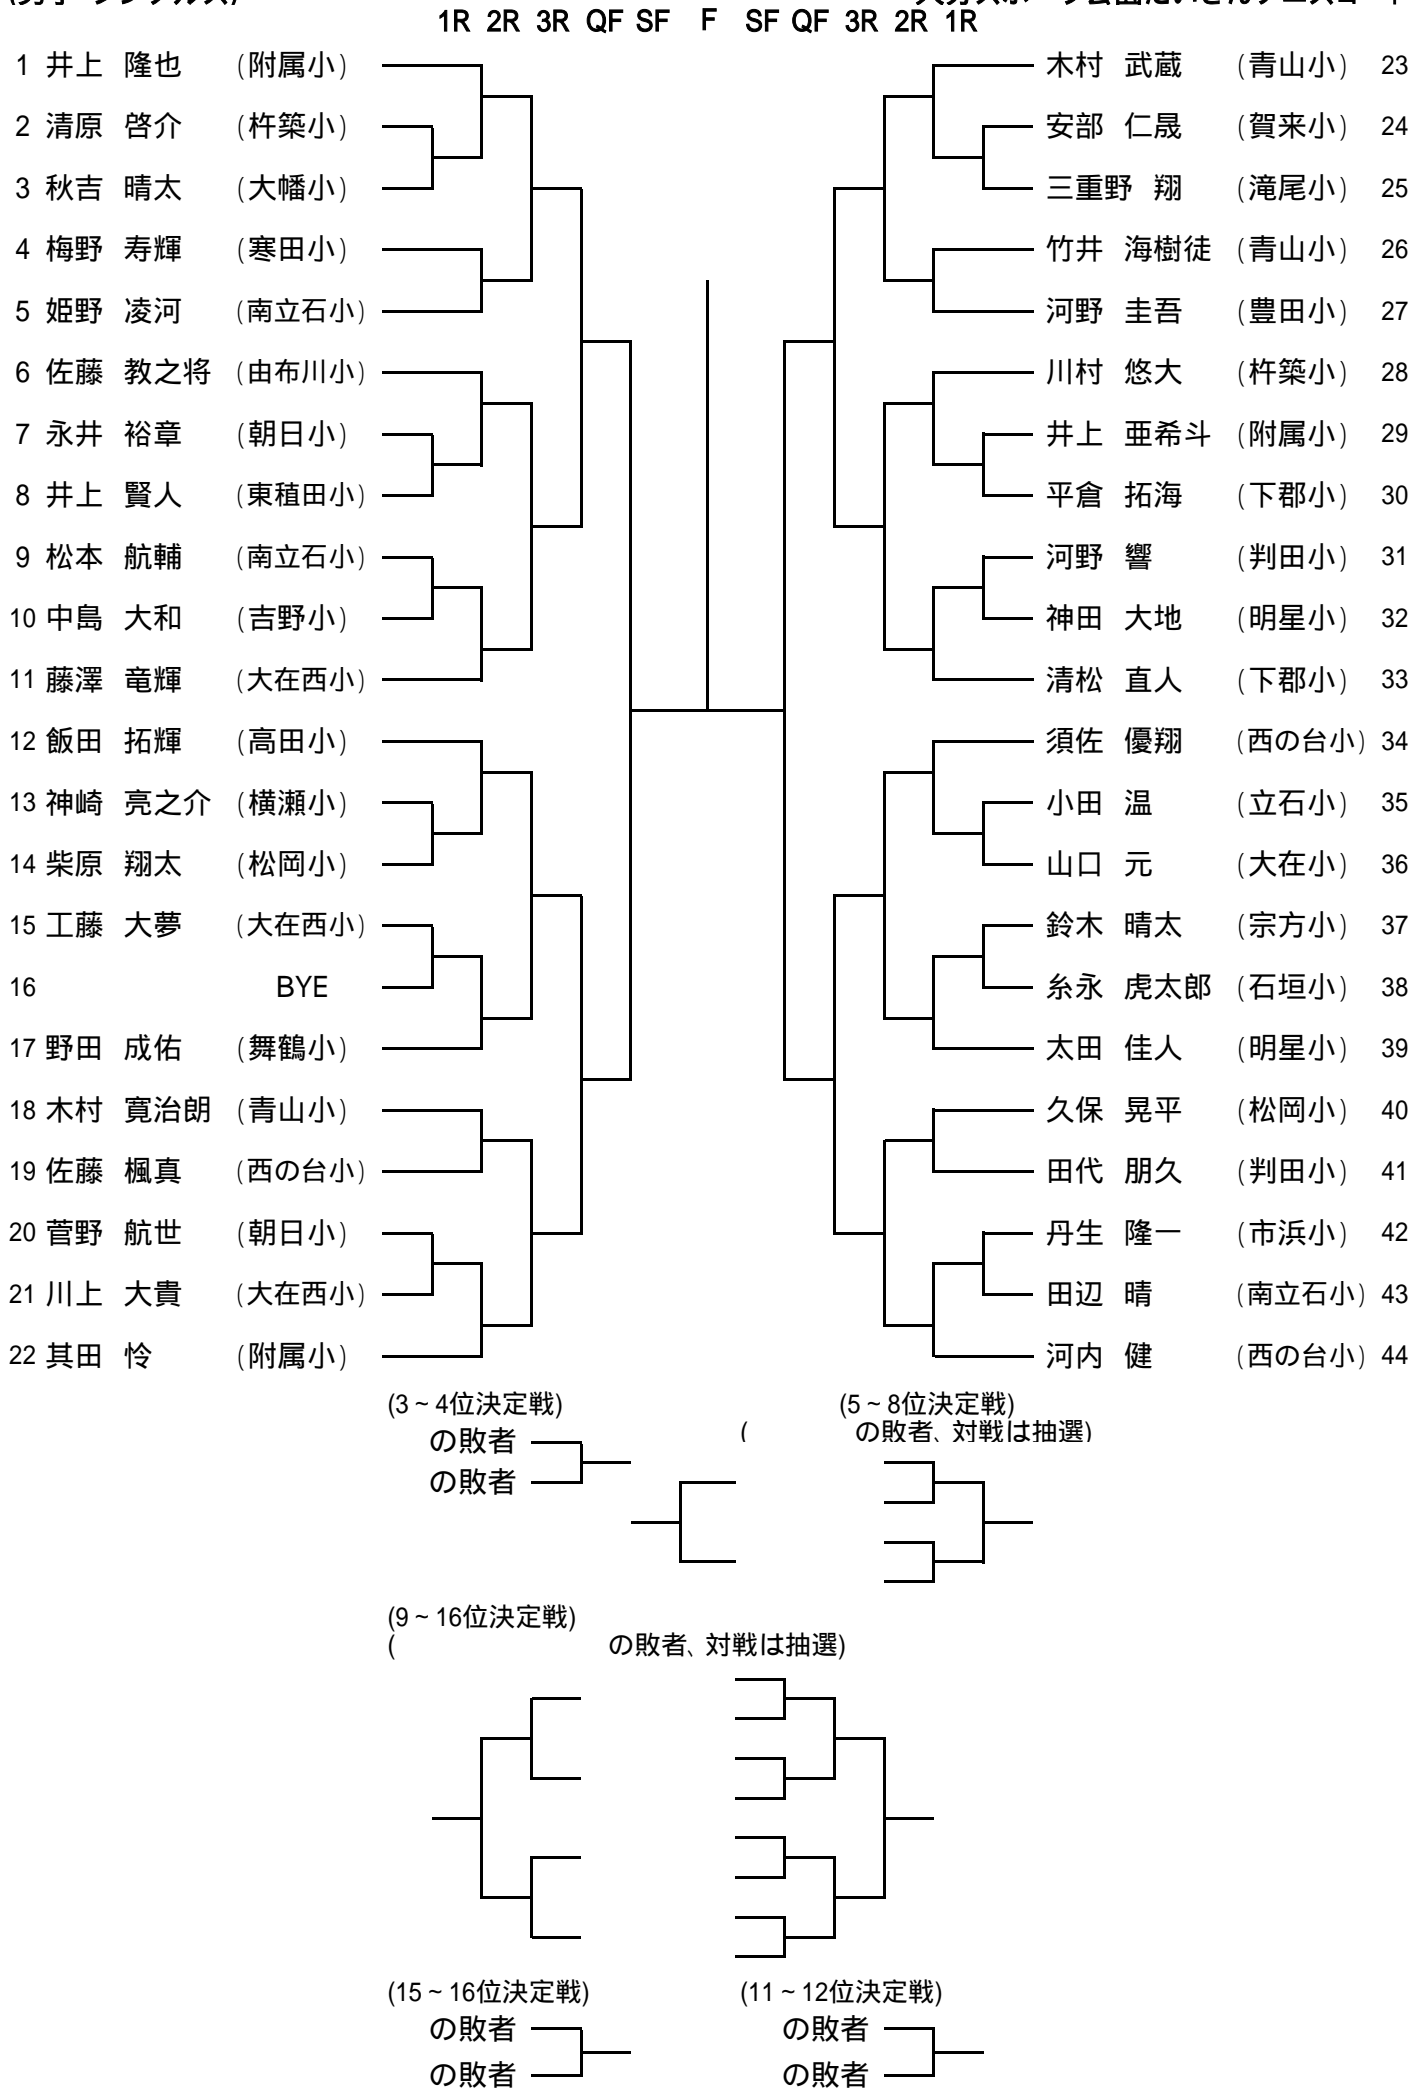 1R 2R 3R QF SF F SF QF 3R 2R 1R
1 井上 隆也 (附属小) 木村 武蔵 (青山小) 23
2 清原 啓介 (杵築小) 安部 仁晟 (賀来小) 24
3 秋吉 晴太 (大幡小) 三重野 翔 (滝尾小) 25
4 梅野 寿輝 (寒田小) 竹井 海樹徒 (青山小) 26
5 姫野 凌河 (南立石小) 河野 圭吾 (豊田小) 27
6 佐藤 教之将 (由布川小) 川村 悠大 (杵築小) 28
7 永井 裕章 (朝日小) 井上 亜希斗 (附属小) 29
8 井上 賢人 (東稙田小) 平倉 拓海 (下郡小) 30
9 松本 航輔 (南立石小) 河野 響 (判田小) 31
10 中島 大和 (吉野小) 神田 大地 (明星小) 32
11 藤澤 竜輝 (大在西小) 清松 直人 (下郡小) 33
12 飯田 拓輝 (高田小) 須佐 優翔 (西の台小) 34
13 神崎 亮之介 (横瀬小) 小田 温 (立石小) 35
14 柴原 翔太 (松岡小) 山口 元 (大在小) 36
15 工藤 大夢 (大在西小) 鈴木 晴太 (宗方小) 37
16 BYE 糸永 虎太郎 (石垣小) 38
17 野田 成佑 (舞鶴小) 太田 佳人 (明星小) 39
18 木村 寛治朗 (青山小) 久保 晃平 (松岡小) 40
19 佐藤 楓真 (西の台小) 田代 朋久 (判田小) 41
20 菅野 航世 (朝日小) 丹生 隆一 (市浜小) 42
21 川上 大貴 (大在西小) 田辺 晴 (南立石小) 43
22 其田 怜 (附属小) 河内 健 (西の台小) 44
(3～4位決定戦) (5～8位決定戦)
の敗者 ( の敗者、対戦は抽選)
の敗者
(9～16位決定戦)
( の敗者、対戦は抽選)
(15～16位決定戦) (11～12位決定戦)
の敗者 の敗者
の敗者 の敗者